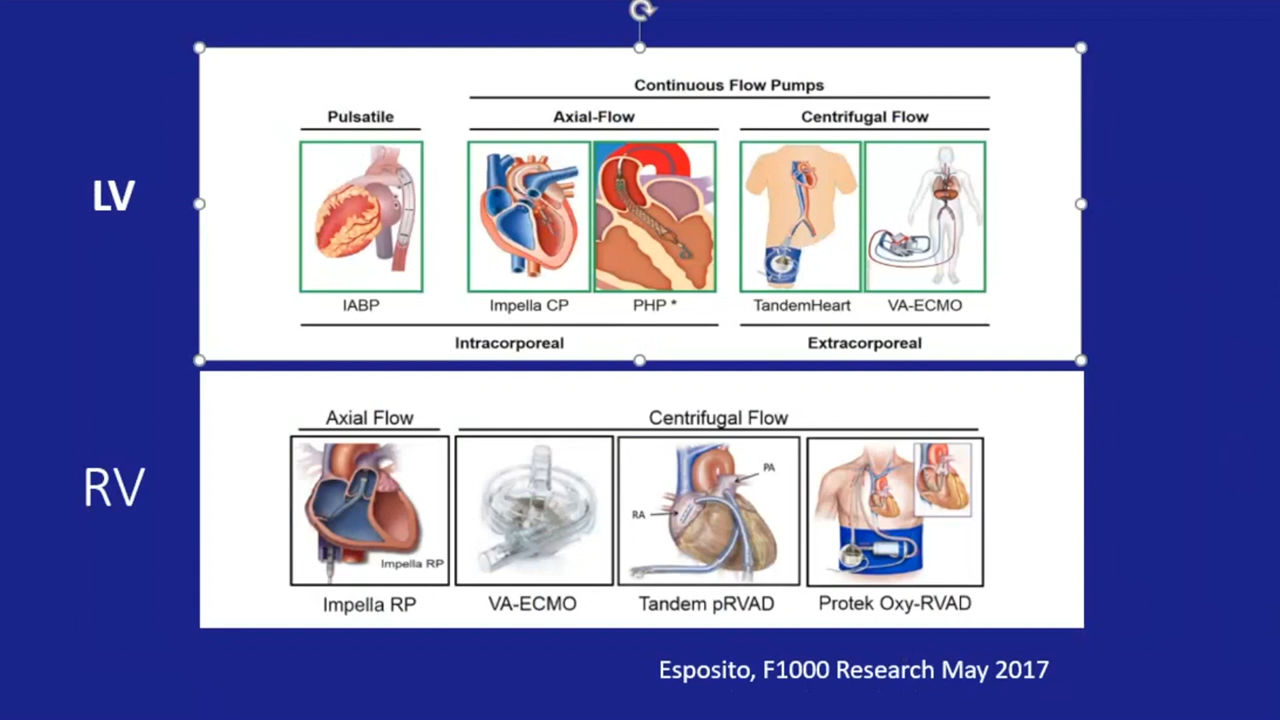 Continuous Flow Pumps
Pulsatile
Axial-Flow
Centrifugal Flow
LV
IABP
Impella CP
PHP *
TandemHeart
VA-ECMO
Intracorporeal
Extracorporeal
Axial Flow
Centrifugal Flow
RV
PA
RA
Impella RP
Impella RP
VA-ECMO
Tandem pRVAD
Protek Oxy-RVAD
Esposito, F1000 Research May 2017